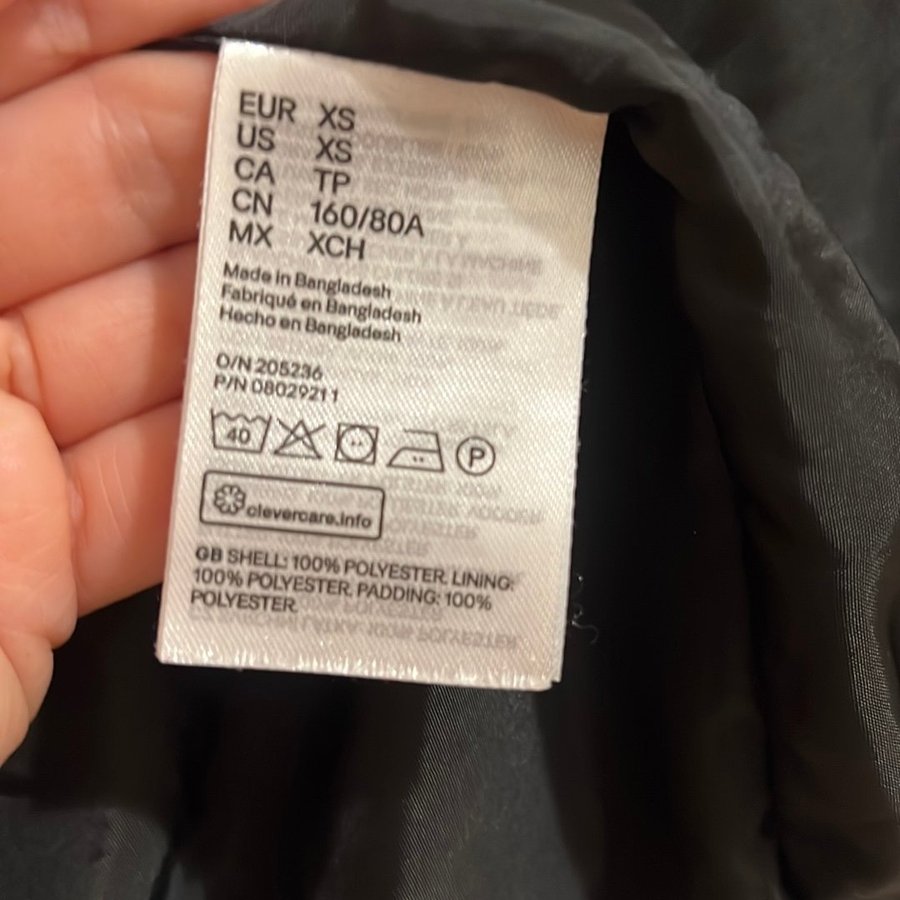 EUR XS
US XS
CA TP
CN 160/80A
MX XCH
Made in Bangladesh
Fabriqué en Bangladesh
Hecho en Bangladesh
O/N 205236
P/N 08029211
40 P
clevercare.info
GB SHELL: 100% POLYESTER. LINING:
100% POLYESTER. PADDING: 100%
POLYESTER.